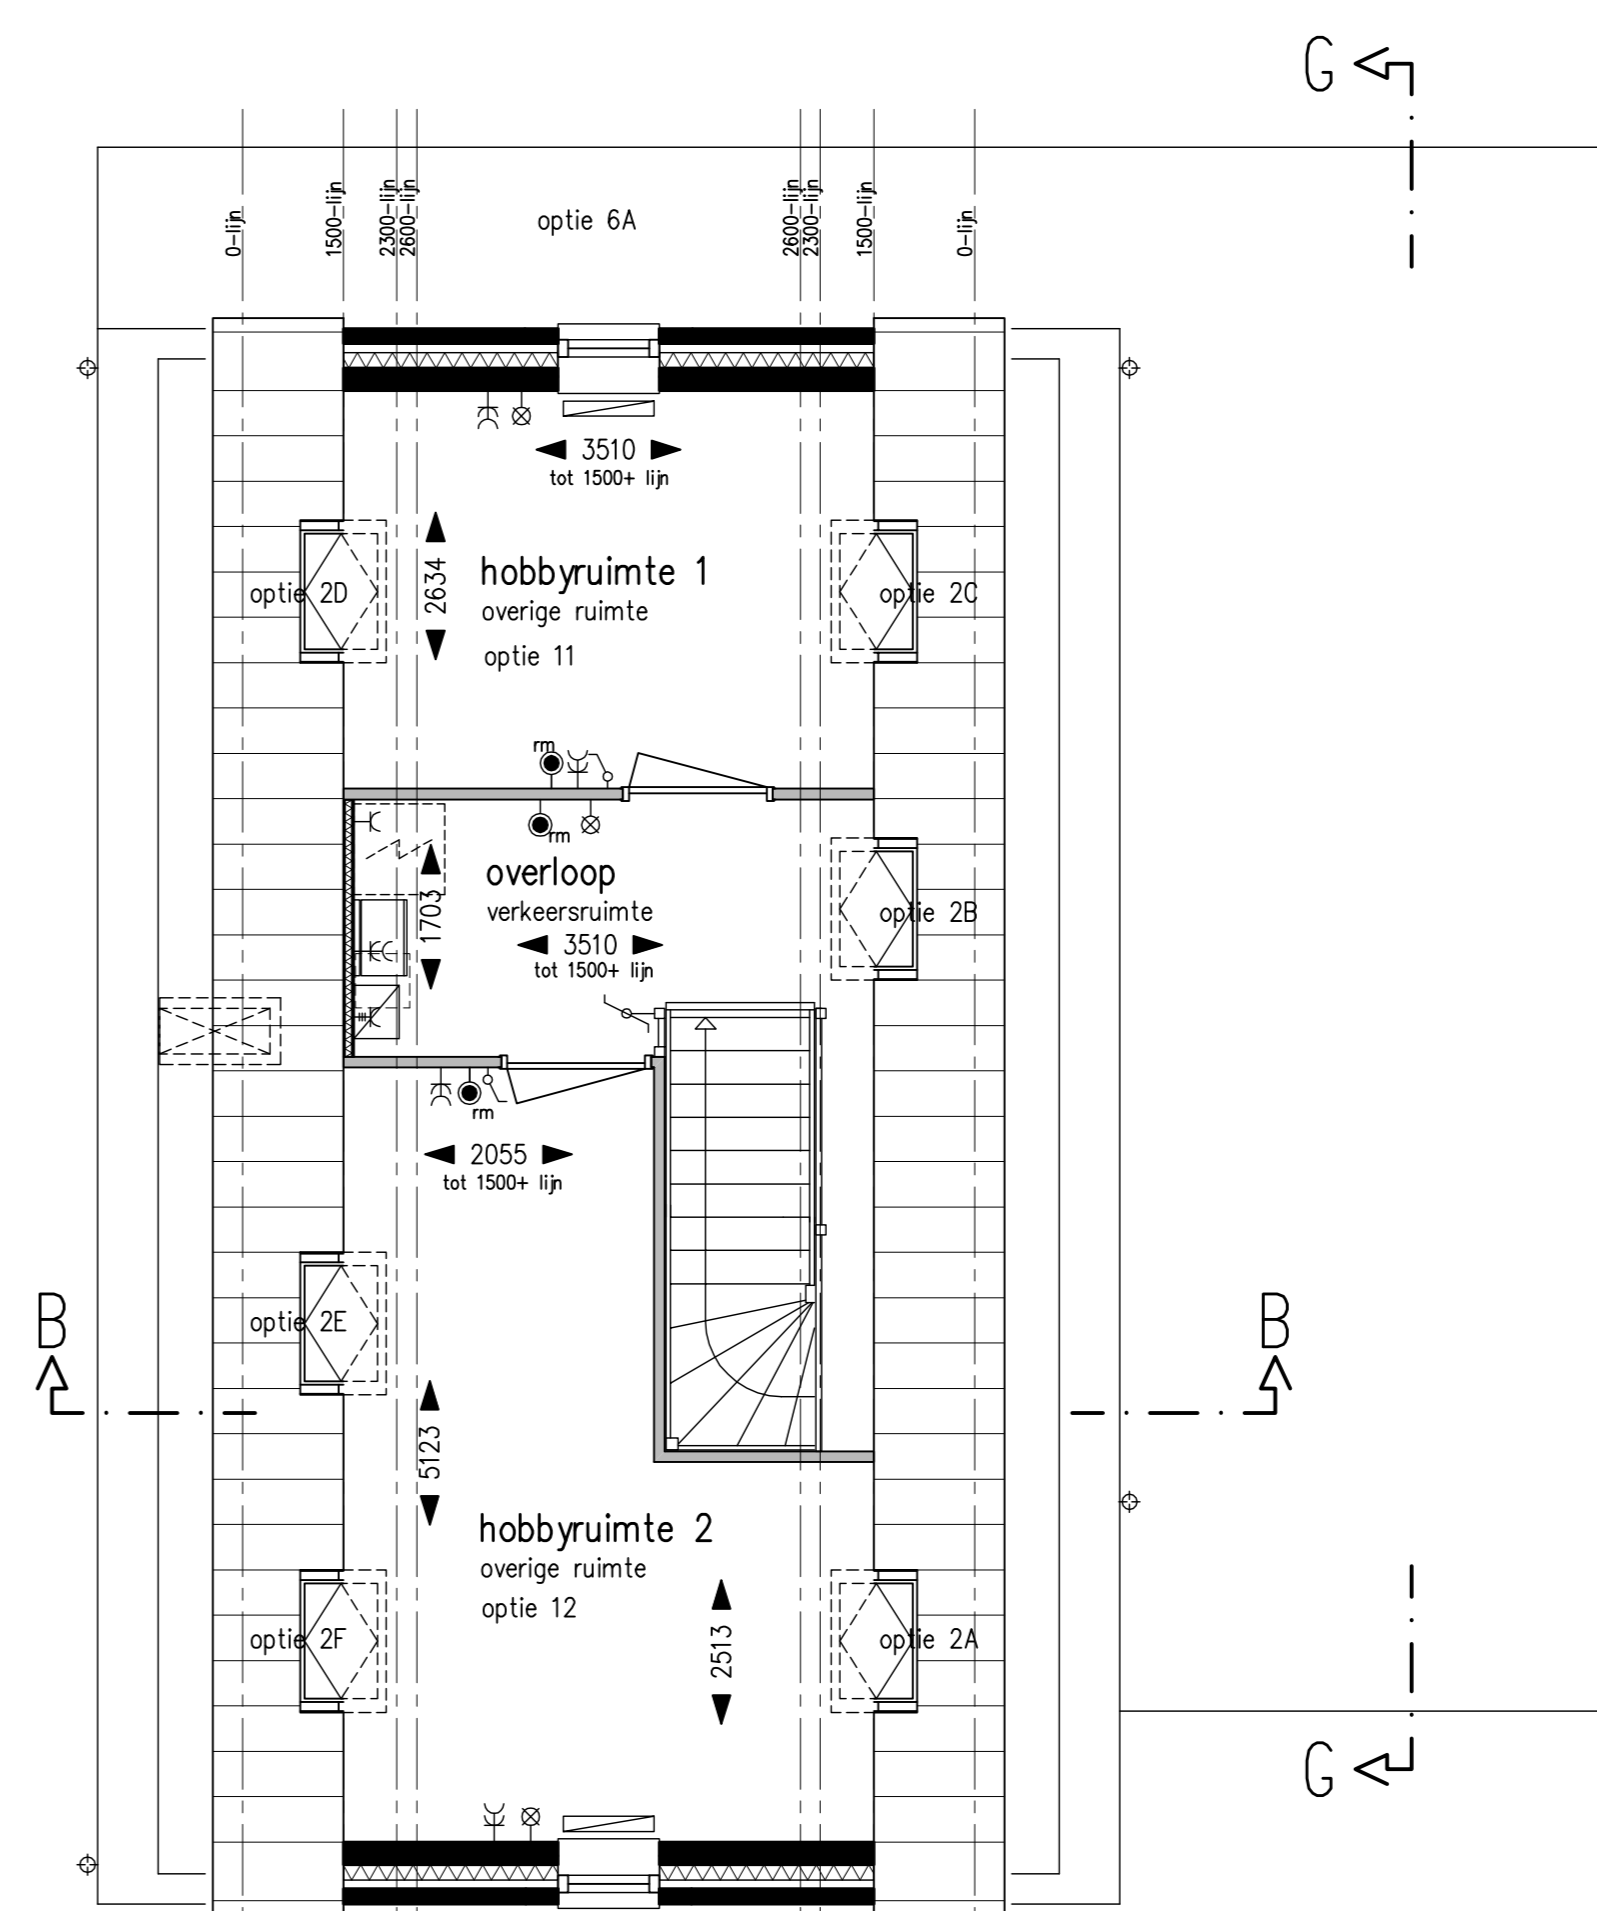 G
0-lijn
1500-lijn
2300-lijn
2600-lijn
optie 6A
2600-lijn
2300-lijn
1500-lijn
0-lijn
3510
tot 1500+ lijn
2634
hobbyruimte 1
overige ruimte
optie 11
optie 2D
optie 2C
rm
rm
overloop
verkeersruimte
1703
3510
tot 1500+ lijn
optie 2B
rm
2055
tot 1500+ lijn
B
optie 2E
B
5123
hobbyruimte 2
overige ruimte
optie 12
optie 2F
2513
optie 2A
G